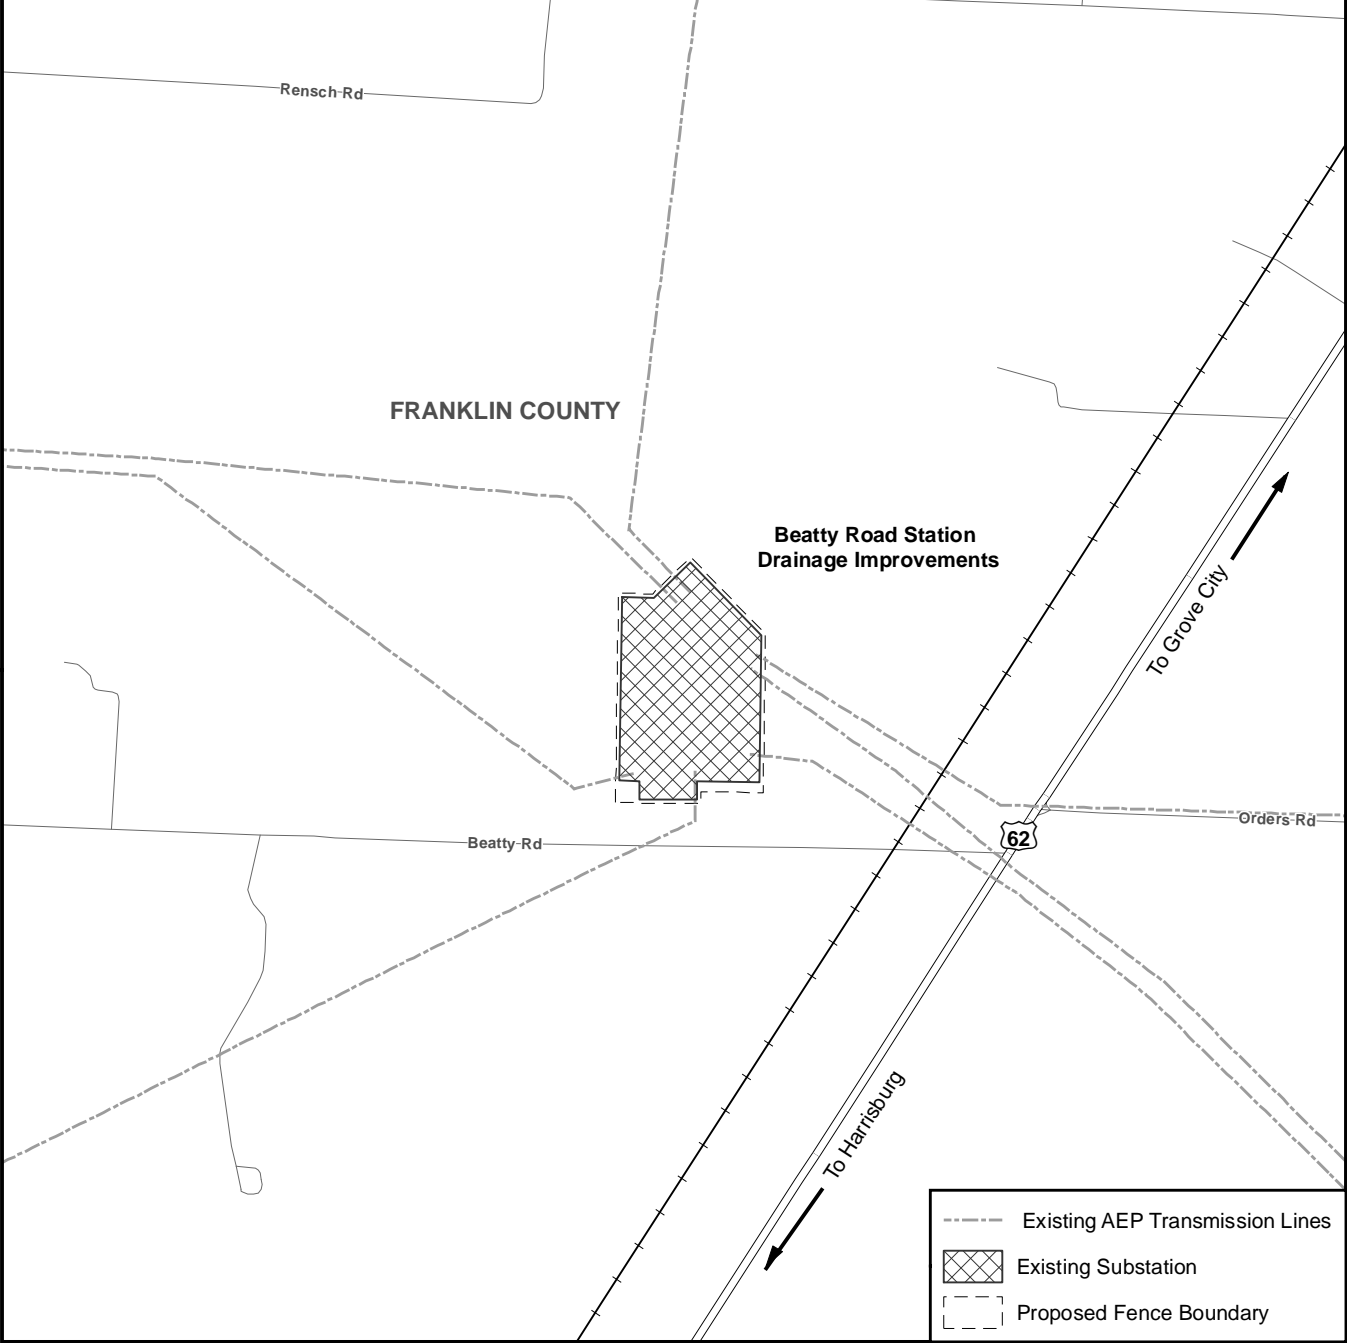 Rensch Rd
FRANKLIN COUNTY
Beatty Road Station
Drainage Improvements
To Grove City
Orders Rd
62
Beatty Rd
To Harrisburg
Existing AEP Transmission Lines
Existing Substation
Proposed Fence Boundary